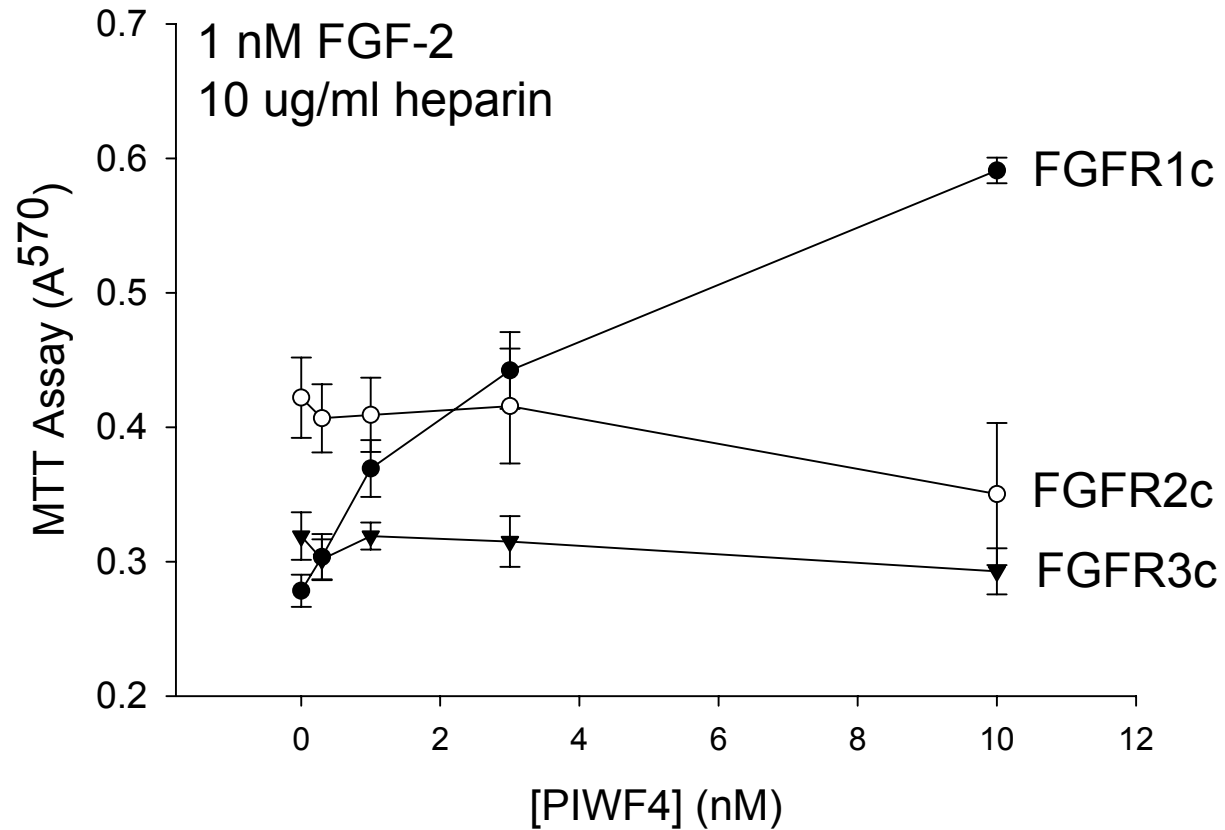 1 nM FGF-2
10 ug/ml heparin
0.7
0.6
0.5
0.4
0.3
0.2
MTT Assay (A570)
FGFR1c
FGFR2c
FGFR3c
0 2 4 6 8 10 12
[PIWF4] (nM)